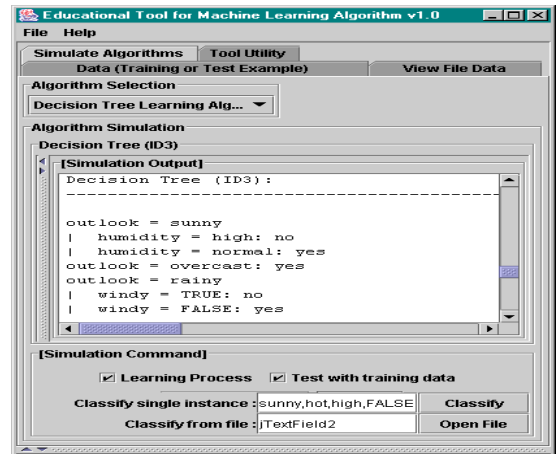 Educational Tool for Machine Learning Algorithm v1.0
File Help
Simulate Algorithms Tool Utility
Data (Training or Test Example) View File Data
Algorithm Selection
Decision Tree Learning Alg...
Algorithm Simulation
Decision Tree (ID3)
[Simulation Output]
Decision Tree (ID3):
------------------------------------------------
outlook = sunny
| humidity = high: no
| humidity = normal: yes
outlook = overcast: yes
outlook = rainy
| windy = TRUE: no
| windy = FALSE: yes
[Simulation Command]
Learning Process Test with training data
Classify single instance : sunny,hot,high,FALSE Classify
Classify from file : jTextField2 Open File